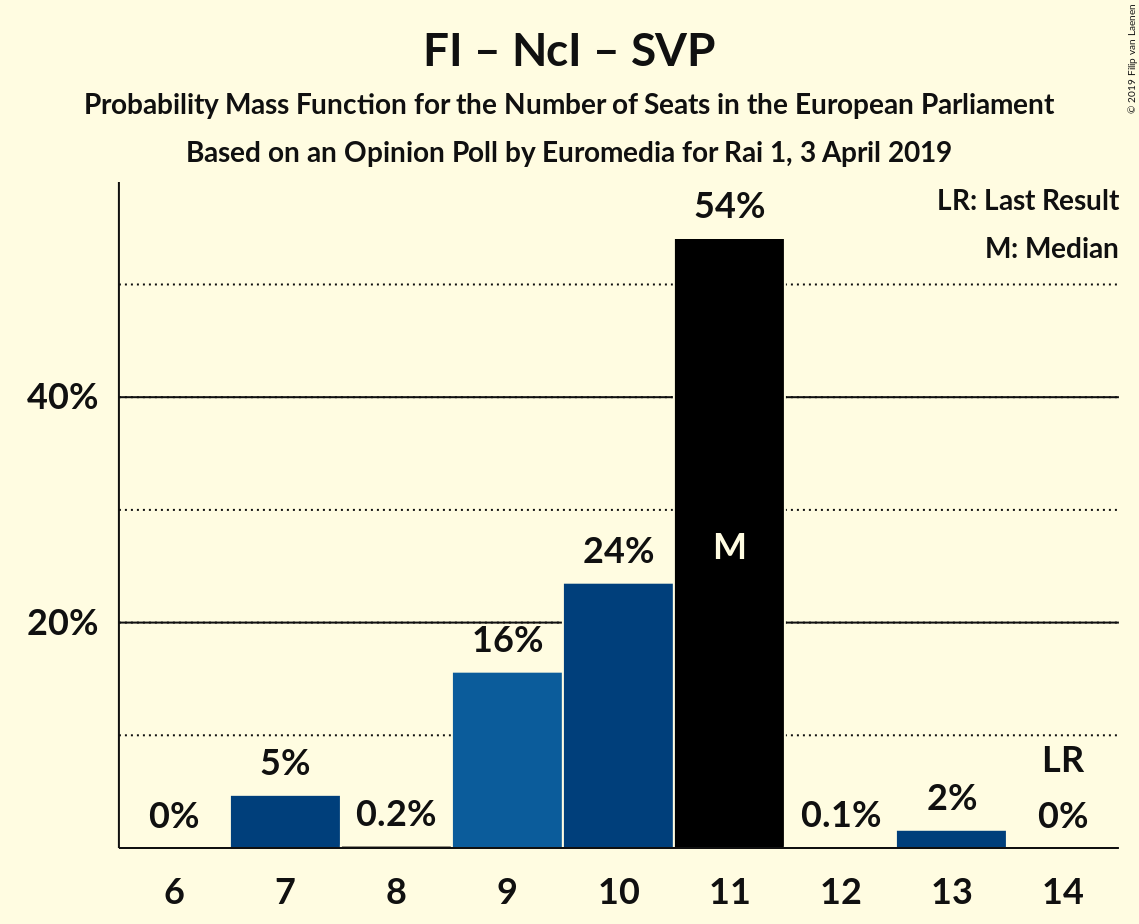 FI – NcI – SVP
Probability Mass Function for the Number of Seats in the European Parliament
Based on an Opinion Poll by Euromedia for Rai 1, 3 April 2019
© 2019 Filip van Laenen
LR: Last Result
M: Median
54%
40%
24%
M
20%
16%
5%
LR
0%
0.2%
0.1%
2%
0%
6 7 8 9 10 11 12 13 14